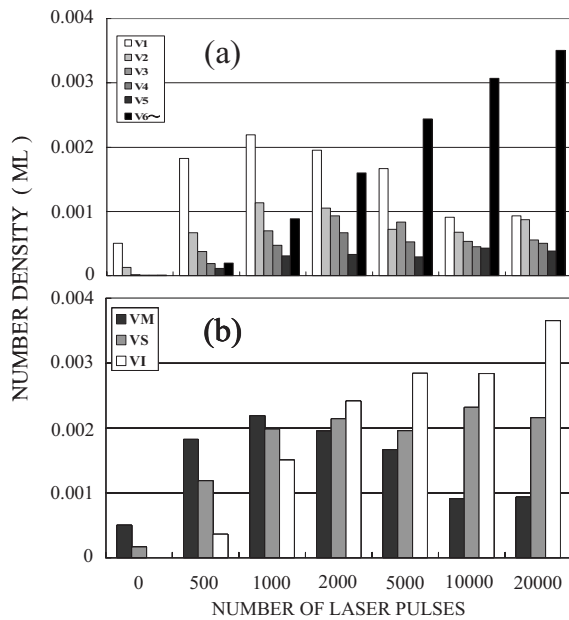 NUMBER DENSITY ( ML )
0.004
0.003
0.002
0.001
0
V1
V2
V3
V4
V5
V6〜
(a)
0.004
0.003
0.002
0.001
0
VM
VS
VI
(b)
0 500 1000 2000 5000 10000 20000
NUMBER OF LASER PULSES